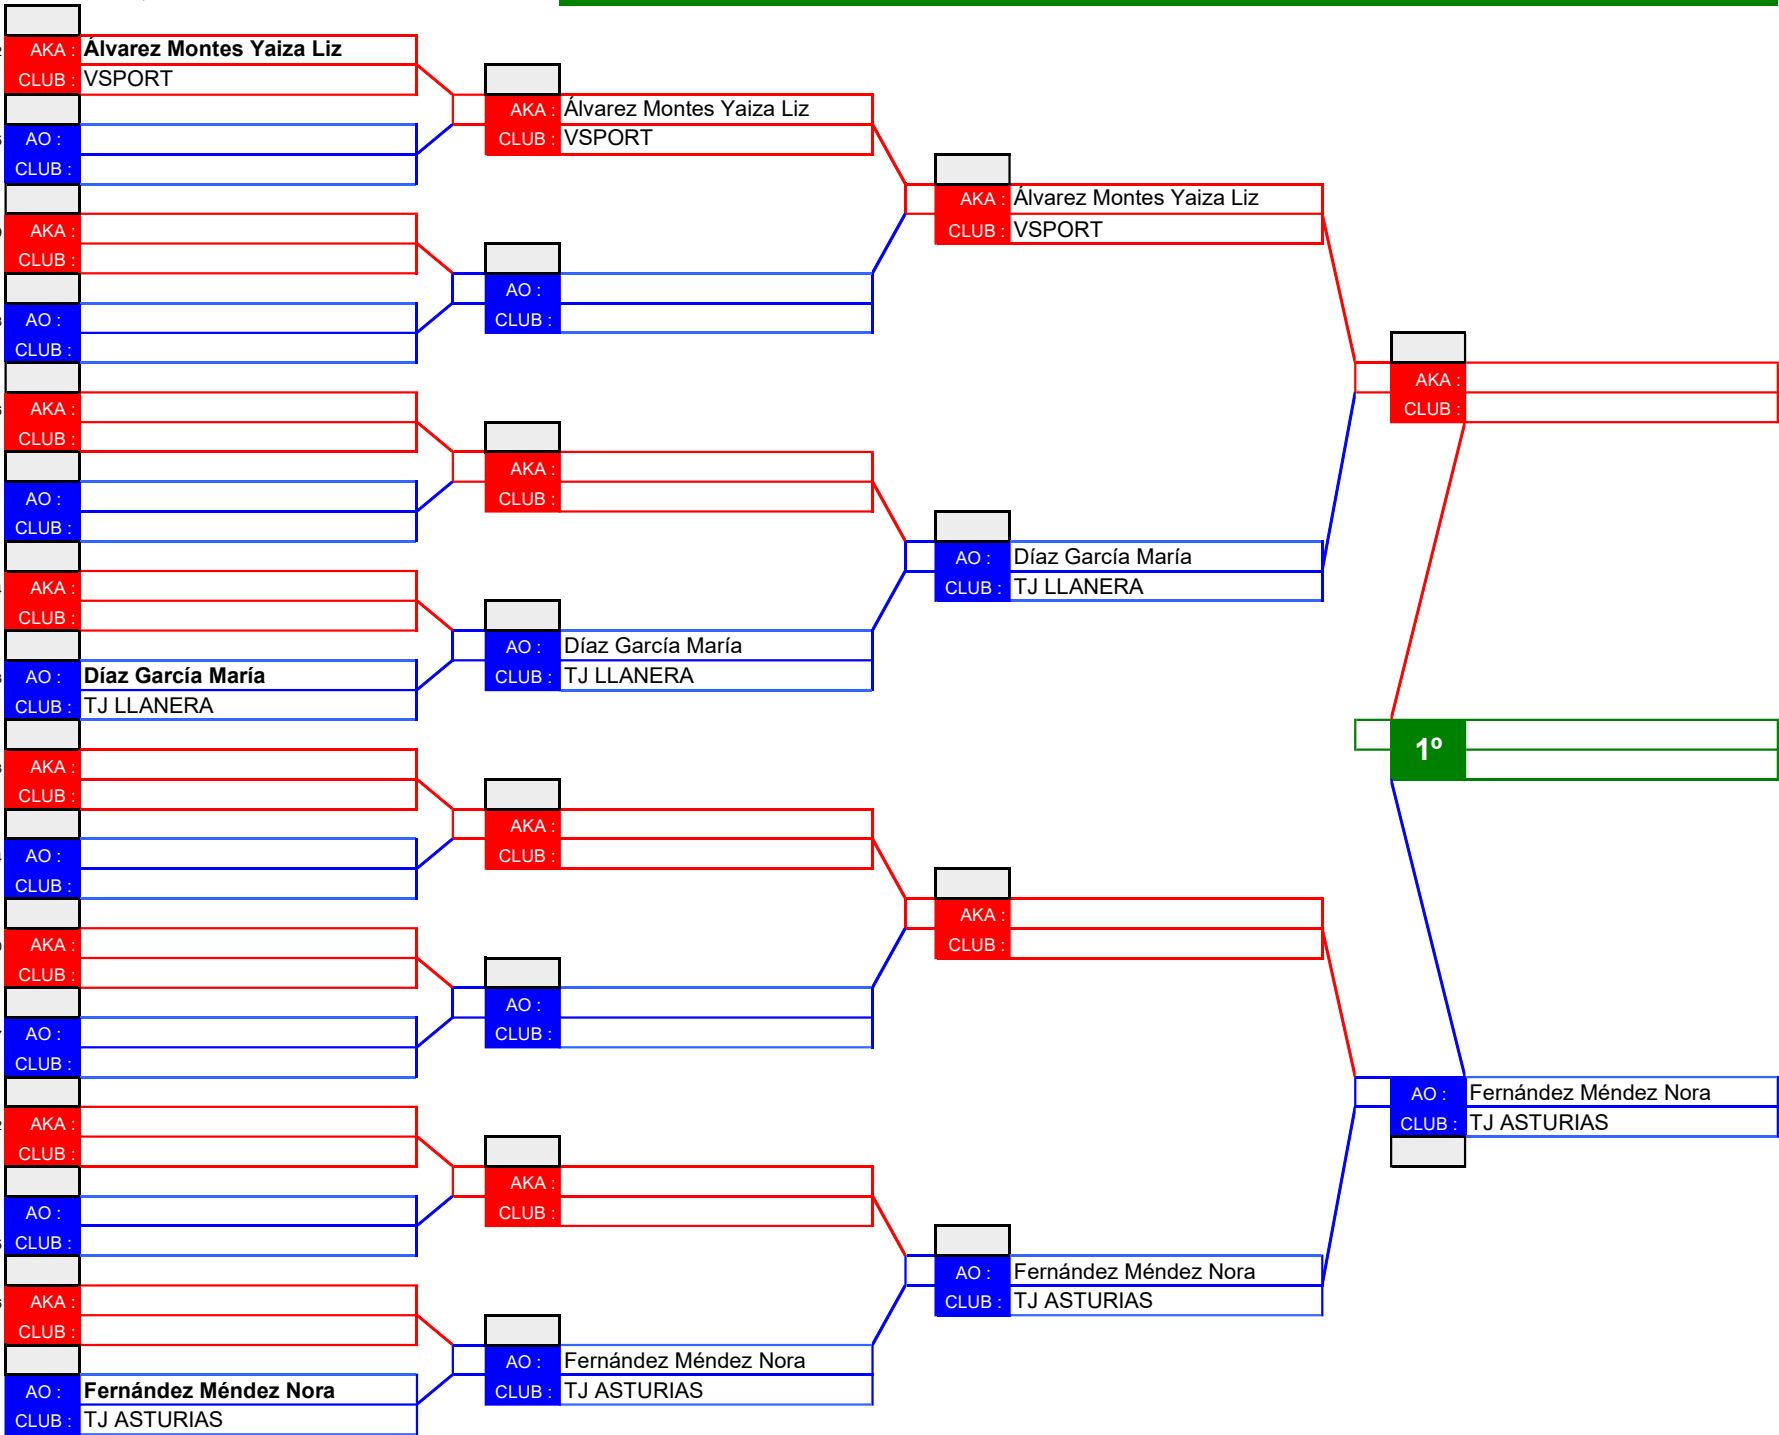 AKA : Álvarez Montes Yaiza Liz
CLUB : VSPORT
AO :
CLUB :
AKA :
CLUB :
AO :
CLUB :
AKA :
CLUB :
AO :
CLUB :
AKA :
CLUB :
AO : Díaz García María
CLUB : TJ LLANERA
AKA :
CLUB :
AO :
CLUB :
AKA :
CLUB :
AO :
CLUB :
AKA :
CLUB :
AO :
CLUB :
AKA :
CLUB :
AO : Fernández Méndez Nora
CLUB : TJ ASTURIAS
AKA : Álvarez Montes Yaiza Liz
CLUB : VSPORT
AO :
CLUB :
AKA :
CLUB :
AO : Díaz García María
CLUB : TJ LLANERA
AKA :
CLUB :
AO :
CLUB :
AKA :
CLUB :
AO : Fernández Méndez Nora
CLUB : TJ ASTURIAS
AKA : Álvarez Montes Yaiza Liz
CLUB : VSPORT
AO : Díaz García María
CLUB : TJ LLANERA
AKA :
CLUB :
AO : Fernández Méndez Nora
CLUB : TJ ASTURIAS
AKA :
CLUB :
1º
AO : Fernández Méndez Nora
CLUB : TJ ASTURIAS